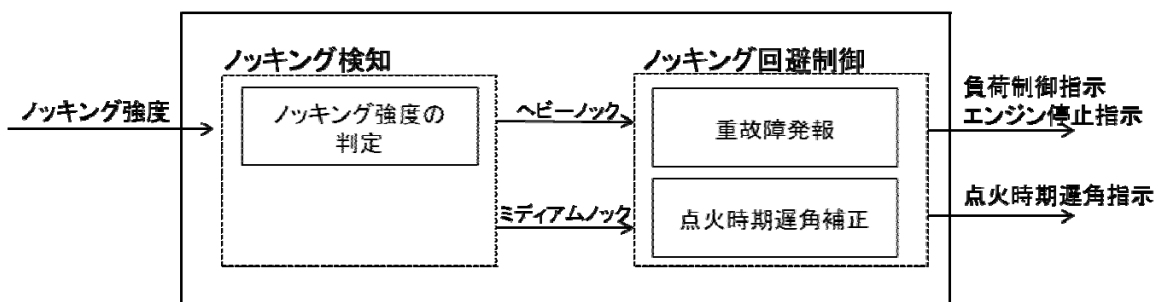 ノッキング検知
ノッキング回避制御
ノッキング強度
ノッキング強度の
判定
ヘビーノック
重故障発報
負荷制御指示
エンジン停止指示
ミディアムノック
点火時期遅角補正
点火時期遅角指示